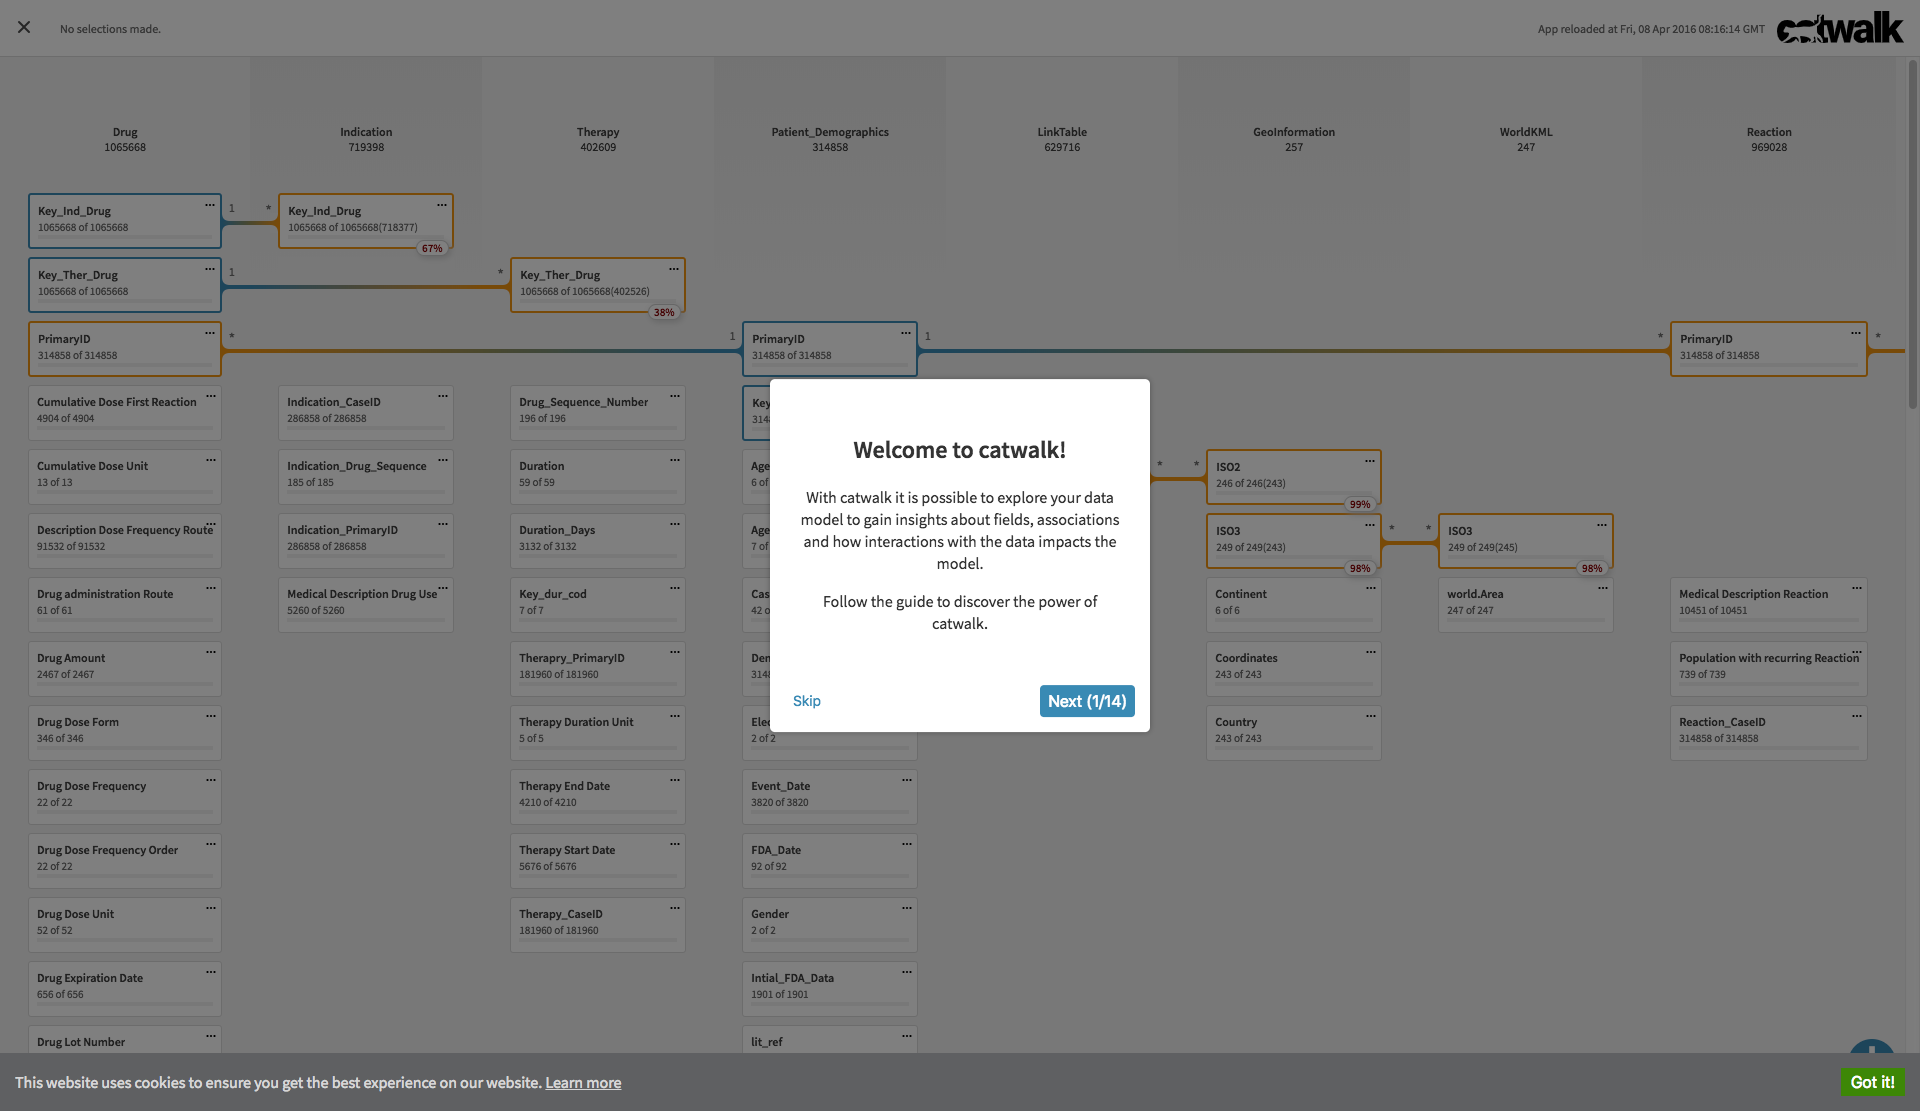 No selections made.
App reloaded at Fri, 08 Apr 2016 08:16:14 GMT
catwalk
Drug
1065668
Indication
719398
Therapy
402609
Patient_Demographics
314858
LinkTable
629716
GeoInformation
257
WorldKML
247
Reaction
969028
Key_Ind_Drug
1065668 of 1065668
1
*
Key_Ind_Drug
1065668 of 1065668(718377)
67%
Key_Ther_Drug
1065668 of 1065668
1
*
Key_Ther_Drug
1065668 of 1065668(402526)
38%
PrimaryID
314858 of 314858
*
1
PrimaryID
314858 of 314858
1
*
PrimaryID
314858 of 314858
*
Cumulative Dose First Reaction
4904 of 4904
Cumulative Dose Unit
13 of 13
Description Dose Frequency Route
91532 of 91532
Drug administration Route
61 of 61
Drug Amount
2467 of 2467
Drug Dose Form
346 of 346
Drug Dose Frequency
22 of 22
Drug Dose Frequency Order
22 of 22
Drug Dose Unit
52 of 52
Drug Expiration Date
656 of 656
Drug Lot Number
Indication_CaseID
286858 of 286858
Indication_Drug_Sequence
185 of 185
Indication_PrimaryID
286858 of 286858
Medical Description Drug Use
5260 of 5260
Drug_Sequence_Number
196 of 196
Duration
59 of 59
Duration_Days
3132 of 3132
Key_dur_cod
7 of 7
Therapry_PrimaryID
181960 of 181960
Therapy Duration Unit
5 of 5
Therapy End Date
4210 of 4210
Therapy Start Date
5676 of 5676
Therapy_CaseID
181960 of 181960
Key
314
Age
6 of
Age
7 of
Cas
42 o
Den
314
Elec
2 of 2
Event_Date
3820 of 3820
FDA_Date
92 of 92
Gender
2 of 2
Intial_FDA_Data
1901 of 1901
lit_ref
*
*
ISO2
246 of 246(243)
99%
ISO3
249 of 249(243)
98%
*
*
ISO3
249 of 249(245)
98%
Continent
6 of 6
Coordinates
243 of 243
Country
243 of 243
world.Area
247 of 247
Medical Description Reaction
10451 of 10451
Population with recurring Reaction
739 of 739
Reaction_CaseID
314858 of 314858
Welcome to catwalk!
With catwalk it is possible to explore your data
model to gain insights about fields, associations
and how interactions with the data impacts the
model.
Follow the guide to discover the power of
catwalk.
Skip
Next (1/14)
This website uses cookies to ensure you get the best experience on our website. Learn more
Got it!